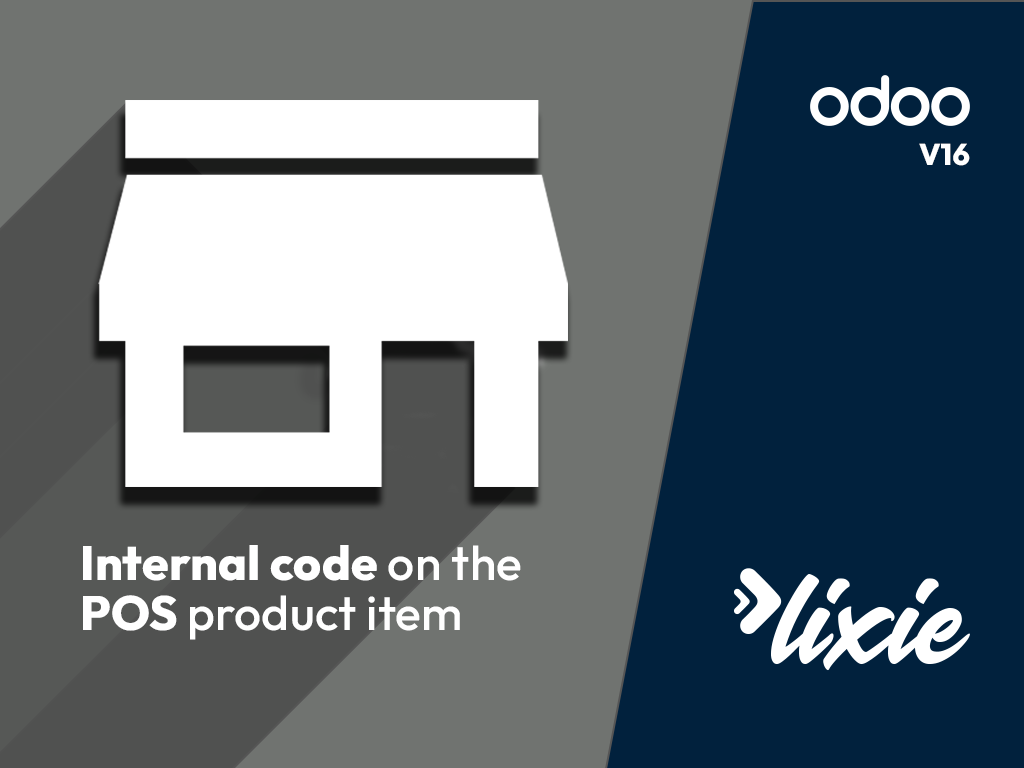 odoo
V16
Internal code on the
POS product item
lixie